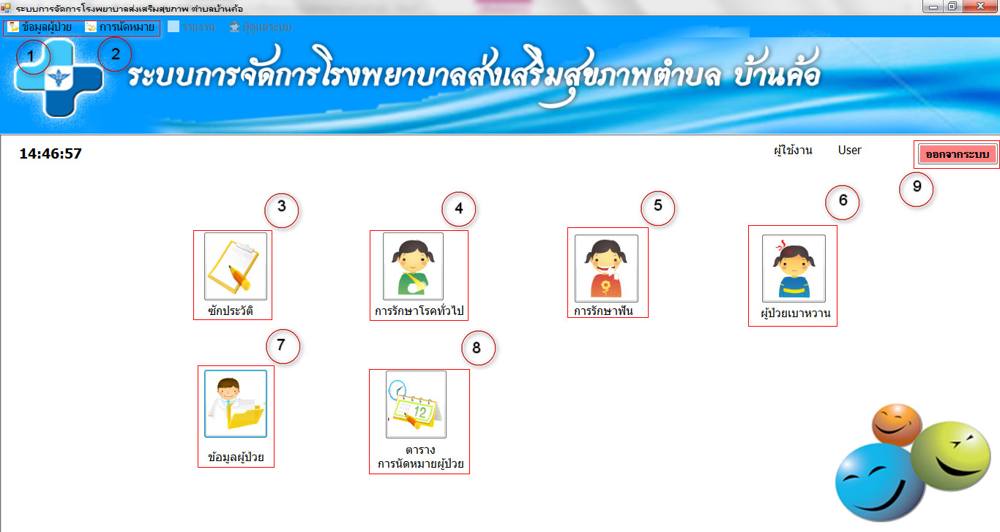 ระบบการจัดการโรงพยาบาลส่งเสริมสุขภาพ ตำบลบ้านค้อ
ข้อมูลผู้ป่วย การนัดหมาย รายงาน ผู้ดูแลระบบ
1 2
ระบบการจัดการโรงพยาบาลส่งเสริมสุขภาพตำบล บ้านค้อ
14:46:57 ผู้ใช้งาน User ออกจากระบบ
9
3 4 5 6
ซักประวัติ การรักษาโรคทั่วไป การรักษาฟัน ผู้ป่วยเบาหวาน
7 8
12
ข้อมูลผู้ป่วย ตาราง
การนัดหมายผู้ป่วย